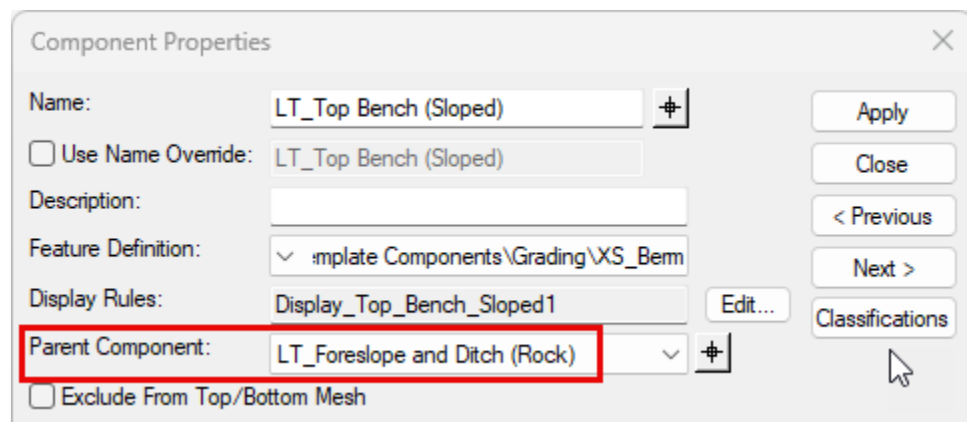 Component Properties
Name: LT_Top Bench (Sloped) Apply
Use Name Override: LT_Top Bench (Sloped) Close
Description: < Previous
Feature Definition: emplate Components\Grading\XS_Berm Next >
Display Rules: Display_Top_Bench_Sloped1 Edit... Classifications
Parent Component: LT_Foreslope and Ditch (Rock)
Exclude From Top/Bottom Mesh